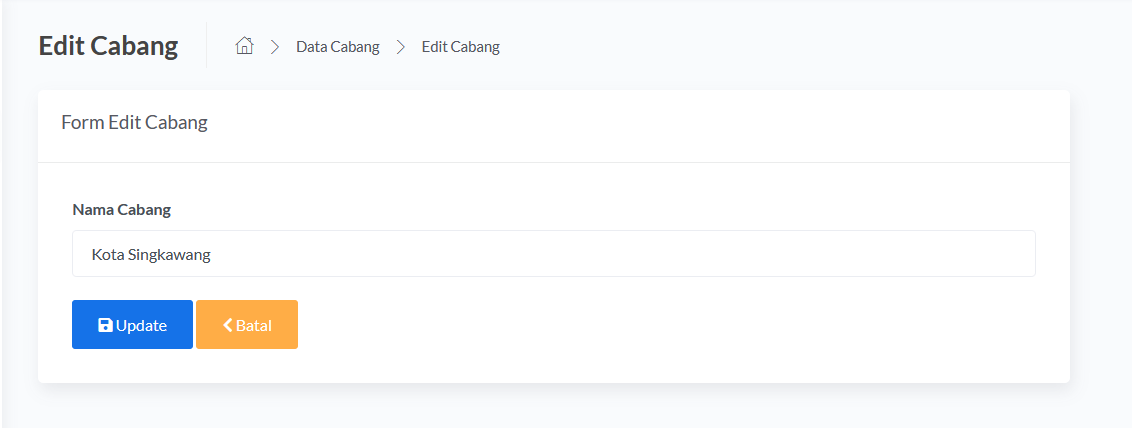 Edit Cabang
Data Cabang
Edit Cabang
Form Edit Cabang
Nama Cabang
Kota Singkawang
Update
Batal